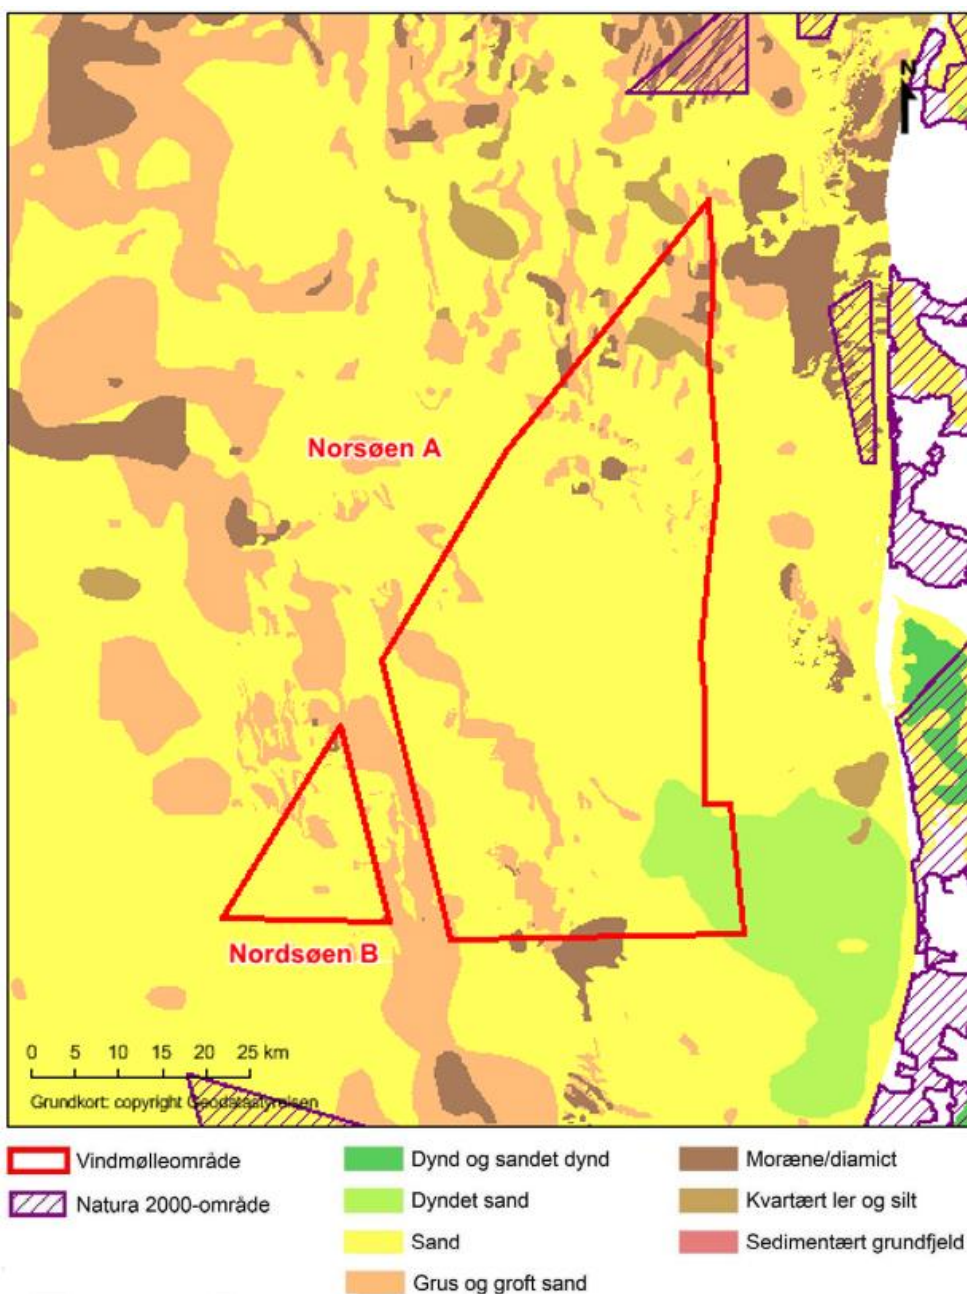 N
Norsøen A
Nordsøen B
0 5 10 15 20 25 km
Grundkort: copyright Geodatastyrelsen
Vindmølleområde
Natura 2000-område
Dynd og sandet dynd
Dyndet sand
Sand
Grus og groft sand
Moræne/diamict
Kvartært ler og silt
Sedimentært grundfjeld